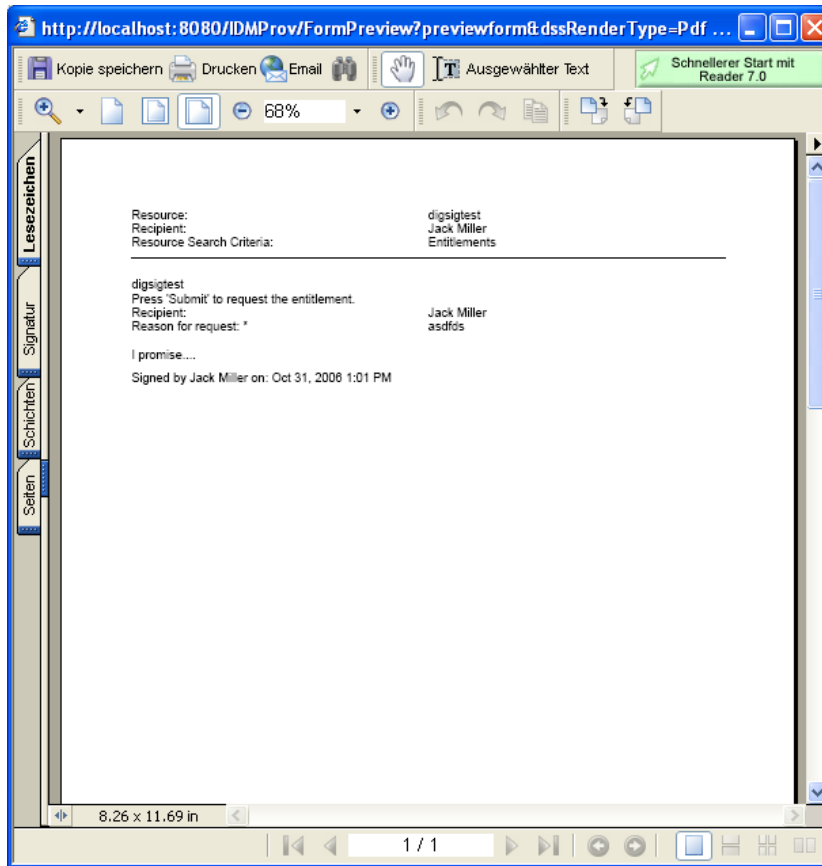 http://localhost:8080/IDMProv/FormPreview?previewform&dssRenderType=Pdf ...
Kopie speichern Drucken Email Ausgewählter Text Schnellerer Start mit
Reader 7.0
68%
Lesezeichen
Signatur
Schichten
Seiten
Resource: digsigtest
Recipient: Jack Miller
Resource Search Criteria: Entitlements
digsigtest
Press 'Submit' to request the entitlement.
Recipient: Jack Miller
Reason for request: * asdfds
I promise....
Signed by Jack Miller on: Oct 31, 2006 1:01 PM
8.26 x 11.69 in
1 / 1